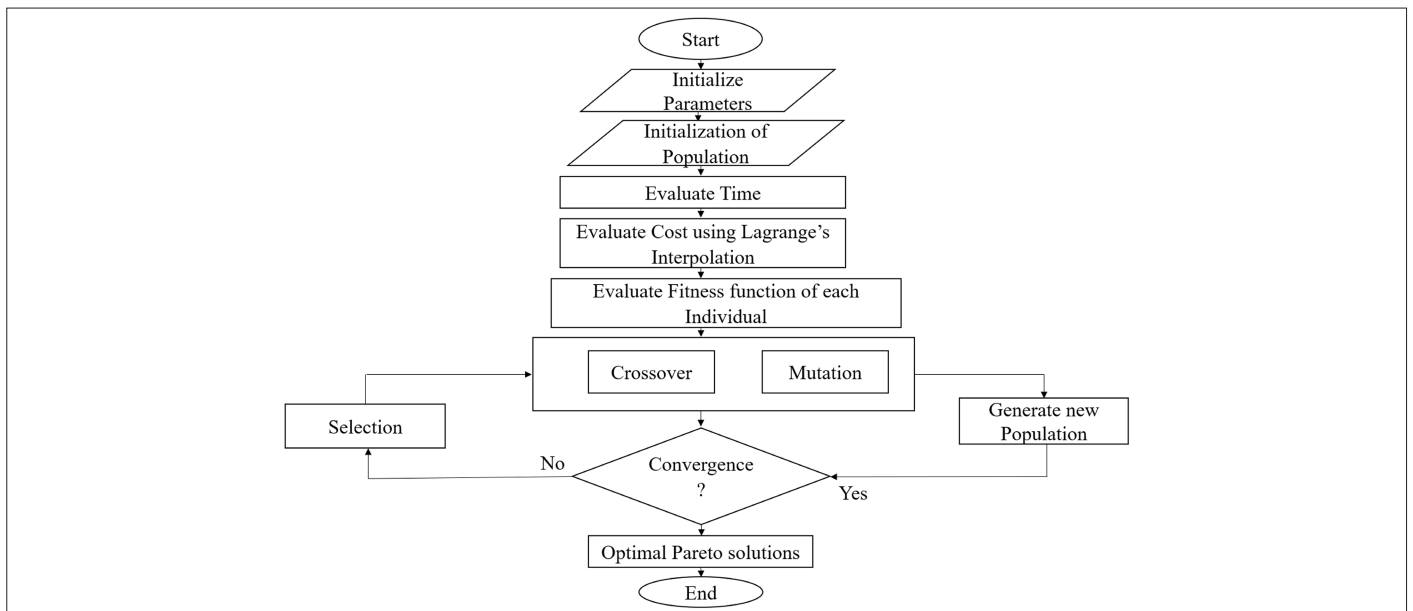 Start
Initialize
Parameters
Initialization of
Population
Evaluate Time
Evaluate Cost using Lagrange’s
Interpolation
Evaluate Fitness function of each
Individual
Crossover
Mutation
Selection
Generate new
Population
No
Convergence
?
Yes
Optimal Pareto solutions
End